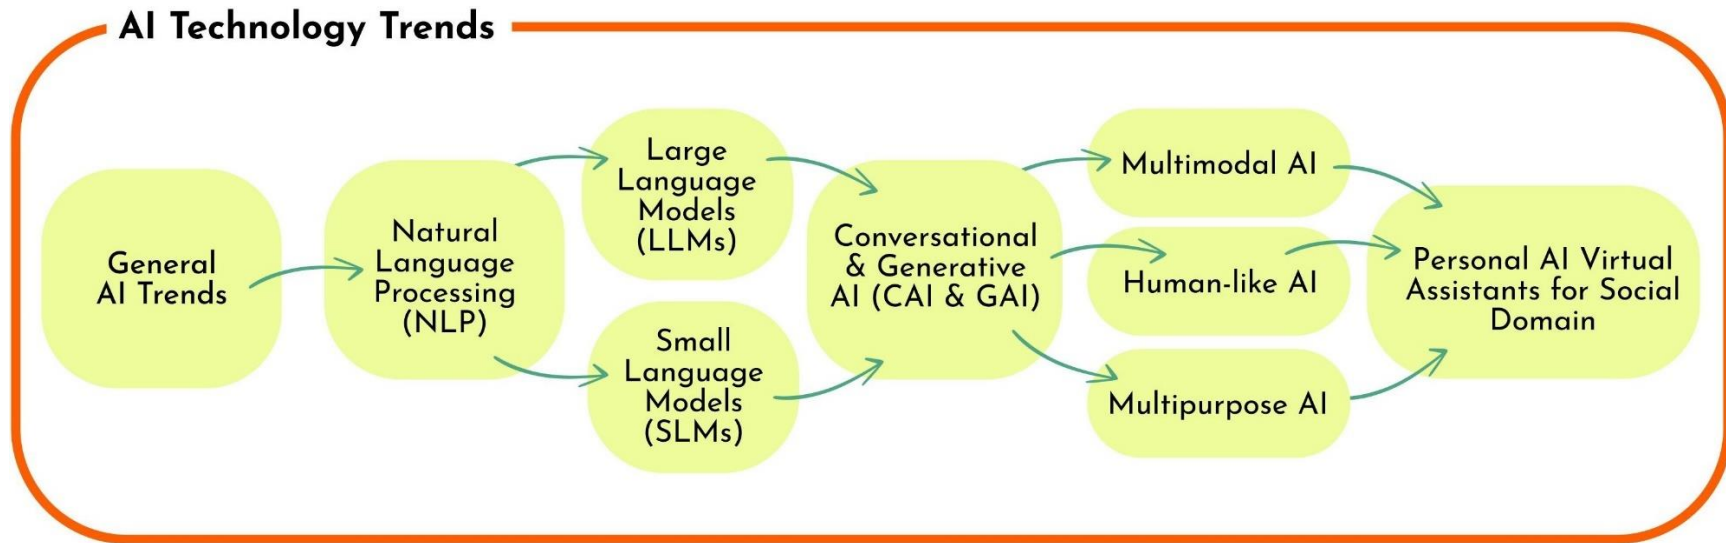 AI Technology Trends
General
AI Trends
Natural
Language
Processing
(NLP)
Large
Language
Models
(LLMs)
Small
Language
Models
(SLMs)
Conversational
& Generative
AI (CAI & GAI)
Multimodal AI
Human-like AI
Multipurpose AI
Personal AI Virtual
Assistants for Social
Domain